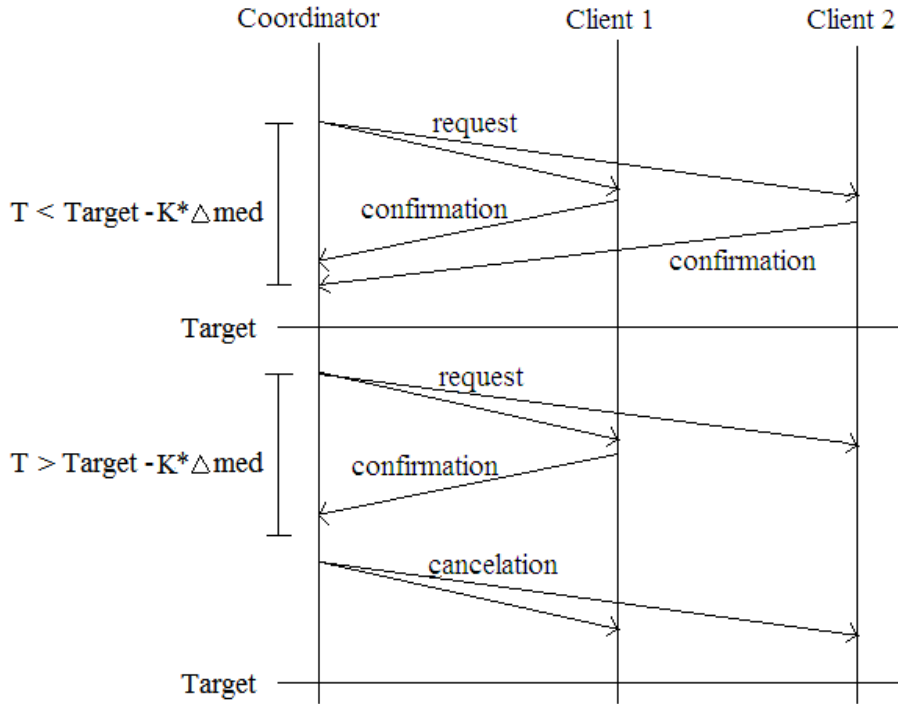 Coordinator
Client 1
Client 2
request
T < Target - K*△med
confirmation
confirmation
Target
request
T > Target - K*△med
confirmation
cancelation
Target